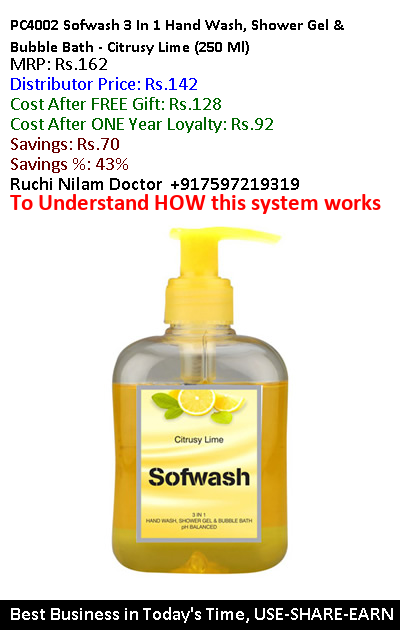 PC4002 Sofwash 3 In 1 Hand Wash, Shower Gel &
Bubble Bath - Citrusy Lime (250 Ml)
MRP: Rs.162
Distributor Price: Rs.142
Cost After FREE Gift: Rs.128
Cost After ONE Year Loyalty: Rs.92
Savings: Rs.70
Savings %: 43%
Ruchi Nilam Doctor +917597219319
To Understand HOW this system works
Citrusy Lime
Sofwash
3 IN 1
HAND WASH, SHOWER GEL & BUBBLE BATH
pH BALANCED
Best Business in Today's Time, USE-SHARE-EARN